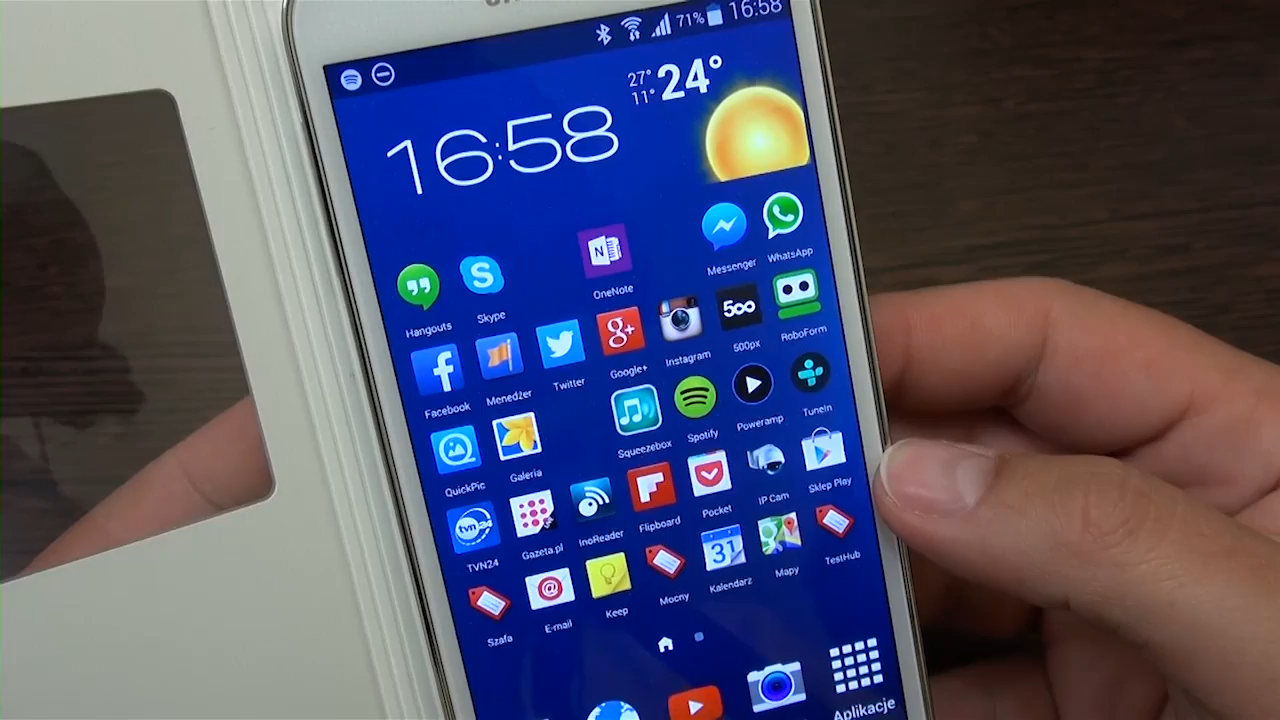 71% 16:58
27° 24°
11°
16:58
Messenger WhatsApp
N OneNote
S
Hangouts Skype
500
f g+ Instagram 500px RoboForm
Facebook Menedżer Twitter Google+
Squeezebox Spotify Poweramp TuneIn
QuickPic Galeria
tvn24
TVN24 Gazeta.pl InoReader Flipboard Pocket IP Cam Sklep Play
31
@
Szafa E-mail Keep Mocny Kalendarz Mapy TestHub
Aplikacje